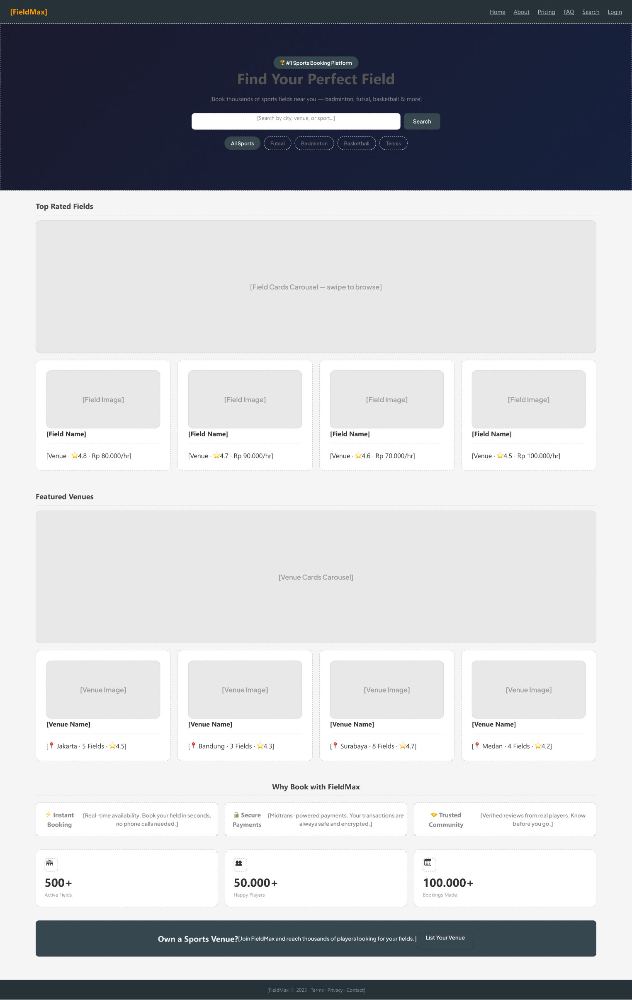 [FieldMax]
Home About Pricing FAQ Search Login
🏆 #1 Sports Booking Platform
Find Your Perfect Field
[Book thousands of sports fields near you — badminton, futsal, basketball & more]
[Search by city, venue, or sport...]
Search
All Sports Futsal Badminton Basketball Tennis
Top Rated Fields
[Field Cards Carousel — swipe to browse]
[Field Image] [Field Image] [Field Image] [Field Image]
[Field Name] [Field Name] [Field Name] [Field Name]
[Venue · ⭐4.8 · Rp 80.000/hr] [Venue · ⭐4.7 · Rp 90.000/hr] [Venue · ⭐4.6 · Rp 70.000/hr] [Venue · ⭐4.5 · Rp 100.000/hr]
Featured Venues
[Venue Cards Carousel]
[Venue Image] [Venue Image] [Venue Image] [Venue Image]
[Venue Name] [Venue Name] [Venue Name] [Venue Name]
[📍 Jakarta · 5 Fields · ⭐4.5] [📍 Bandung · 3 Fields · ⭐4.3] [📍 Surabaya · 8 Fields · ⭐4.7] [📍 Medan · 4 Fields · ⭐4.2]
Why Book with FieldMax
⚡ Instant
Booking
[Real-time availability. Book your field in seconds,
no phone calls needed.]
🔒 Secure
Payments
[Midtrans-powered payments. Your transactions are
always safe and encrypted.]
🤝 Trusted
Community
[Verified reviews from real players. Know
before you go.]
500+
Active Fields
50.000+
Happy Players
100.000+
Bookings Made
Own a Sports Venue?[Join FieldMax and reach thousands of players looking for your fields.] List Your Venue
[FieldMax © 2025 · Terms · Privacy · Contact]